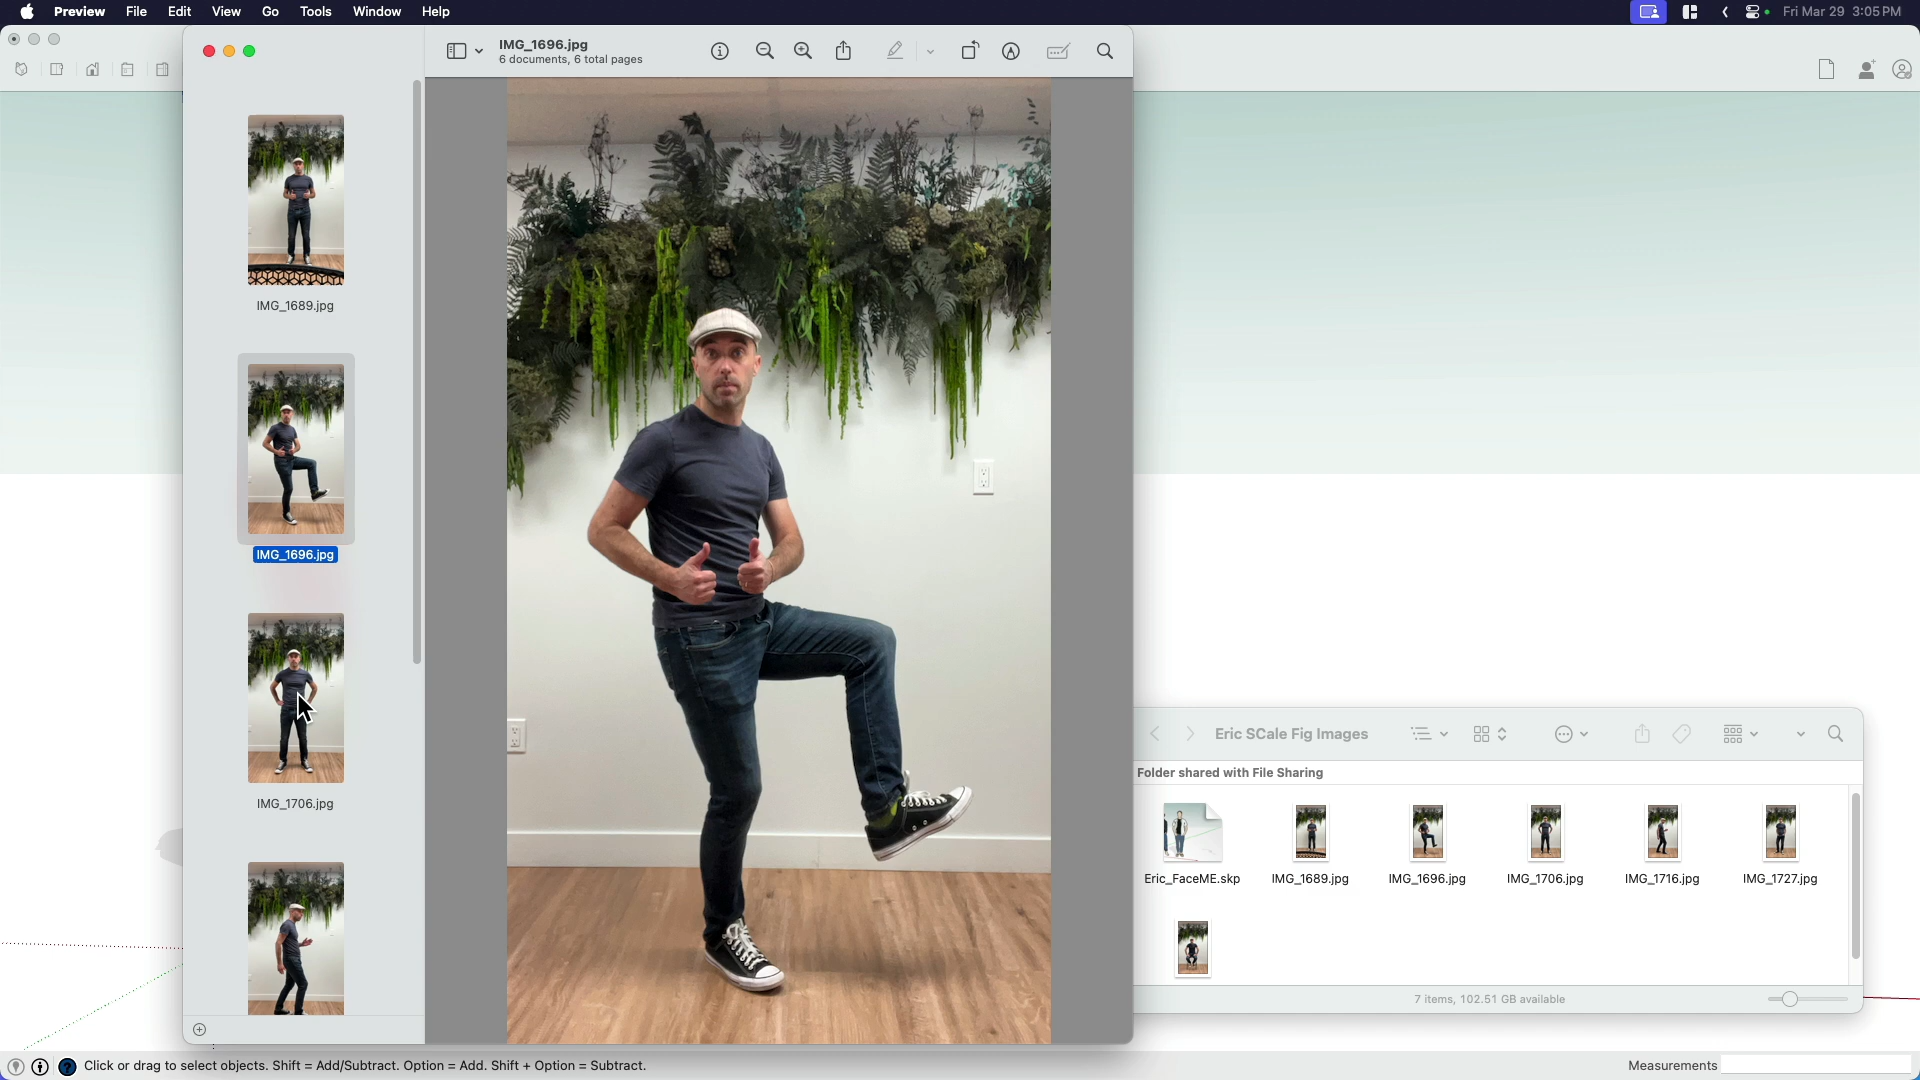 Preview File Edit View Go Tools Window Help
Fri Mar 29 3:05 PM
IMG_1696.jpg
6 documents, 6 total pages
IMG_1689.jpg
IMG_1696.jpg
IMG_1706.jpg
Eric SCale Fig Images
Folder shared with File Sharing
Eric_FaceME.skp IMG_1689.jpg IMG_1696.jpg IMG_1706.jpg IMG_1716.jpg IMG_1727.jpg
7 items, 102.51 GB available
Click or drag to select objects. Shift = Add/Subtract. Option = Add. Shift + Option = Subtract.
Measurements